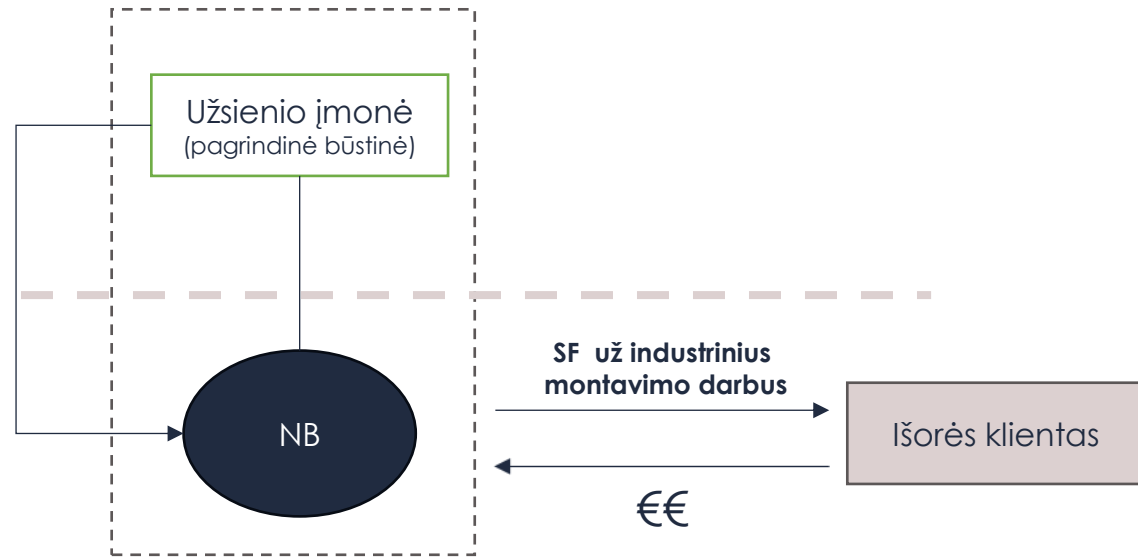 Užsienio įmonė
(pagrindinė būstinė)
SF už industrinius
montavimo darbus
NB
Išorės klientas
€€